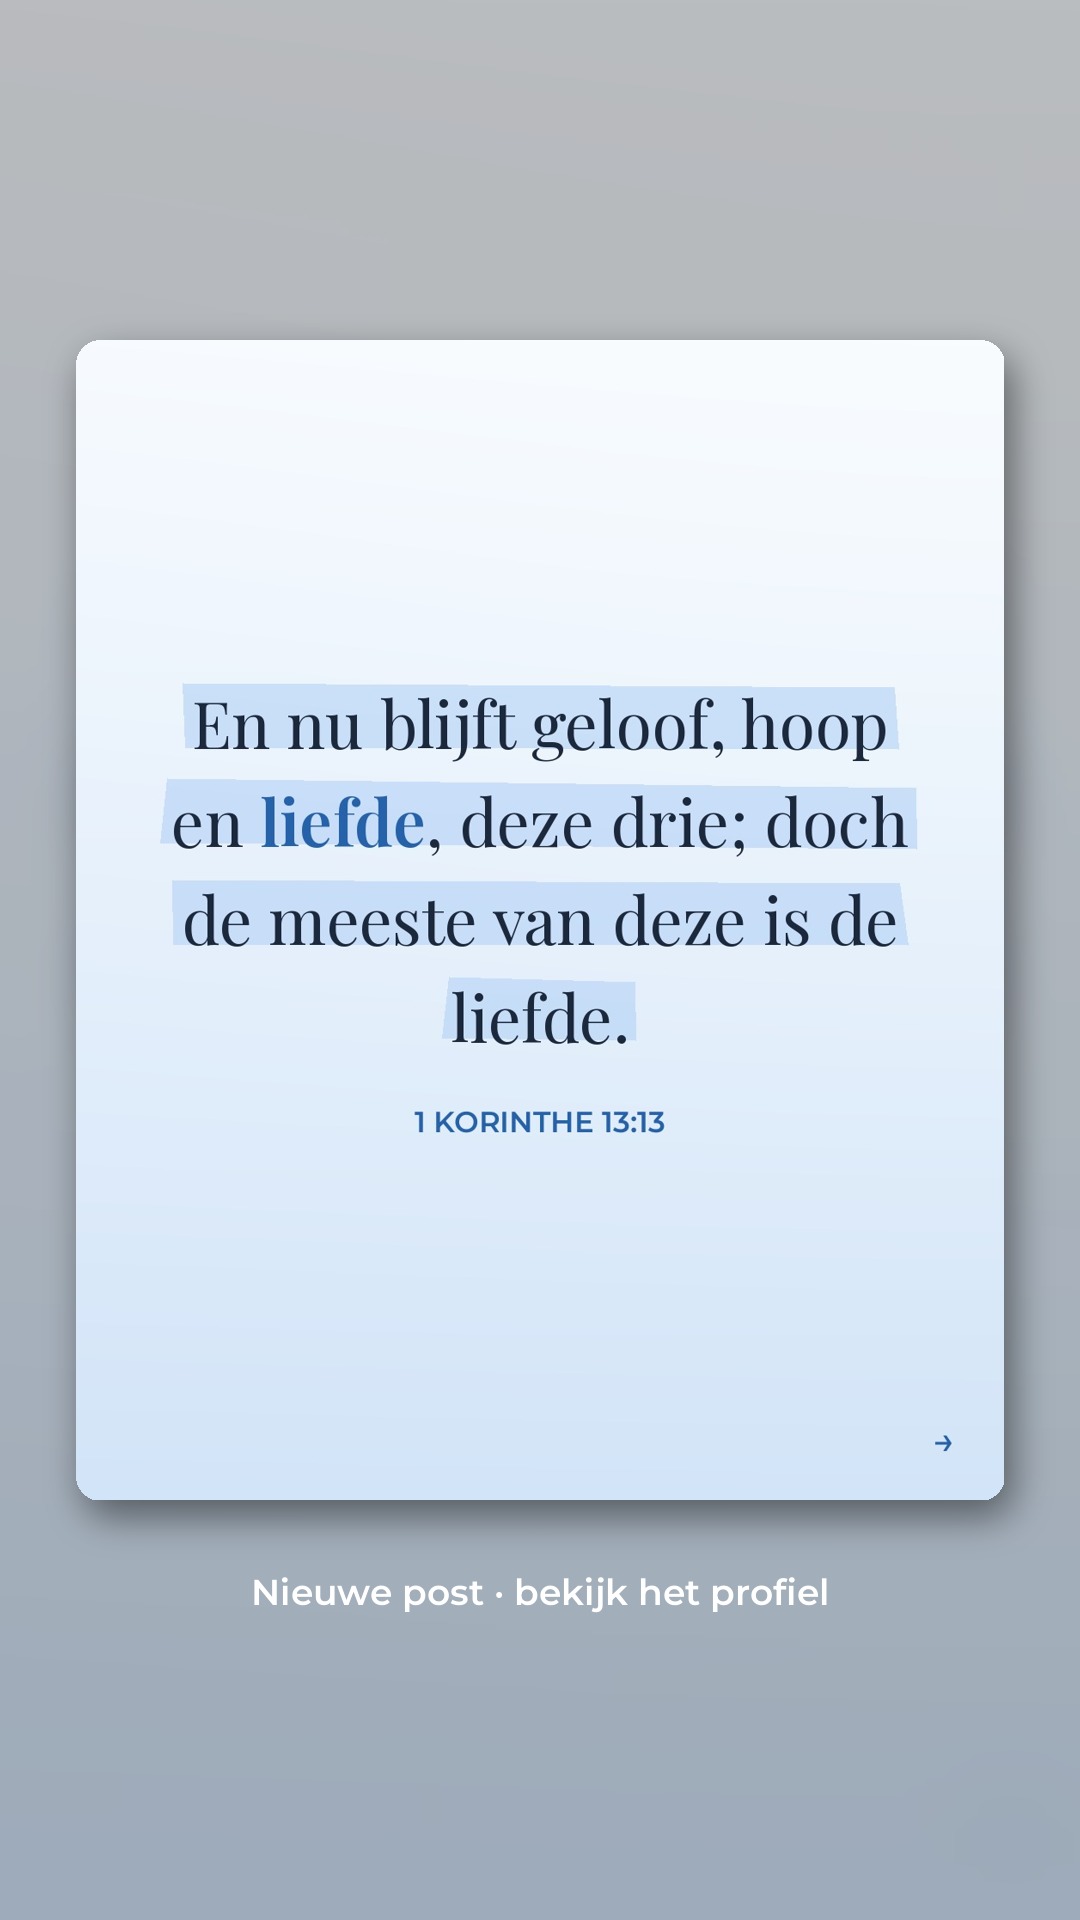 En nu blijft geloof, hoop
en liefde, deze drie; doch
de meeste van deze is de
liefde.
1 KORINTHE 13:13
→
Nieuwe post · bekijk het profiel